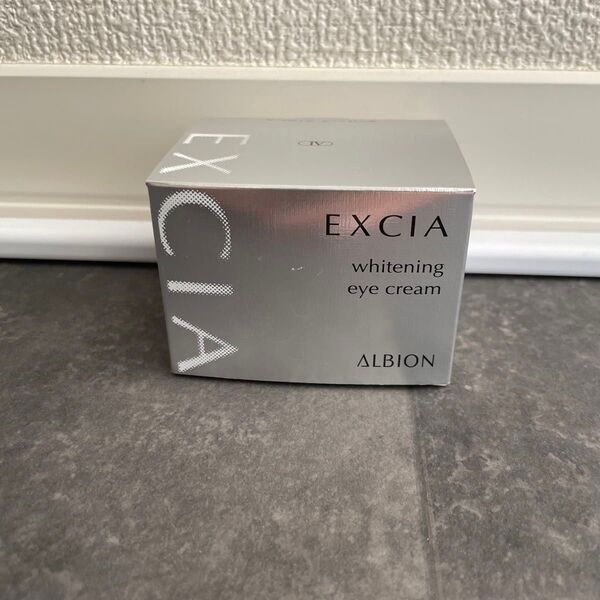 EXCIA
EXCIA
whitening
eye cream
ALBION